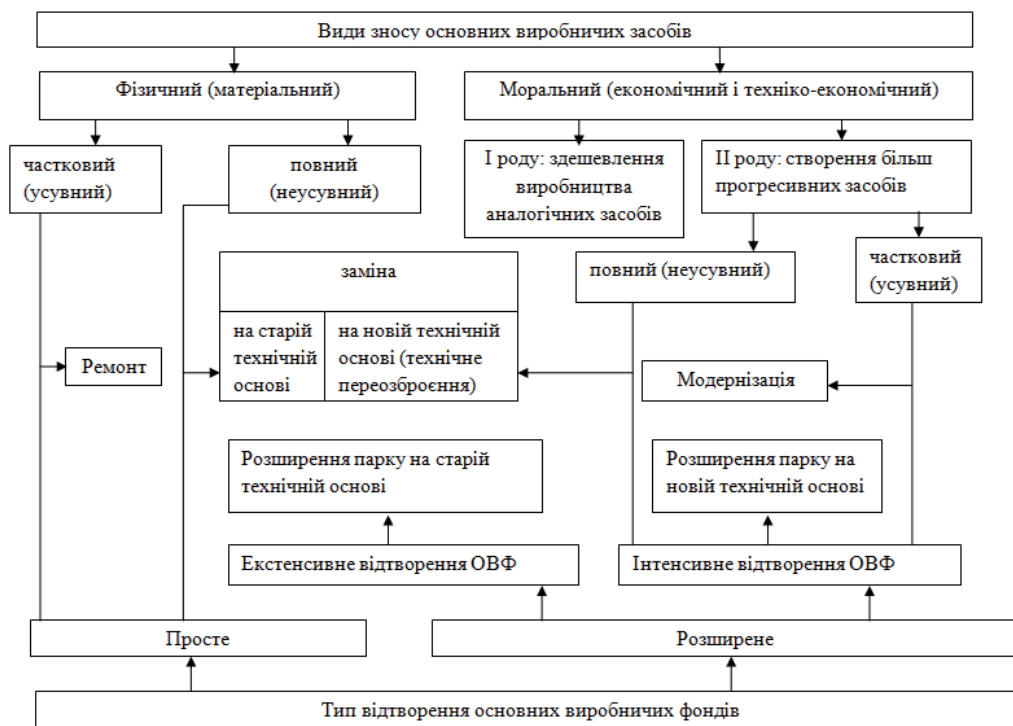 Види зносу основних виробничих засобів
Фізичний (матеріальний)
Моральний (економічний і техніко-економічний)
частковий
(усувний)
повний
(неусувний)
І роду: здешевлення
виробництва
аналогічних засобів
ІІ роду: створення більш
прогресивних засобів
заміна
на старій
технічній
основі
на новій технічній
основі (технічне
переозброєння)
повний (неусувний)
частковий
(усувний)
Ремонт
Модернізація
Розширення парку на старій
технічній основі
Розширення парку на
новій технічній основі
Екстенсивне відтворення ОВФ
Інтенсивне відтворення ОВФ
Просте
Розширене
Тип відтворення основних виробничих фондів